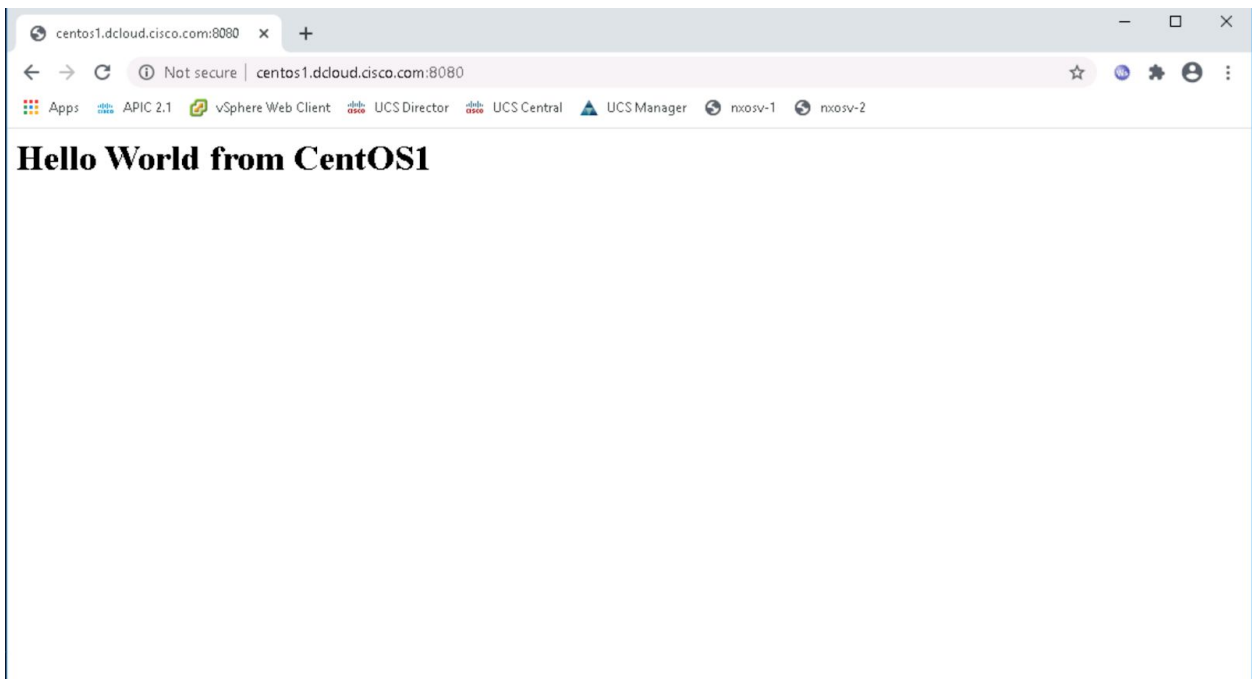 centos1.dcloud.cisco.com:8080
Not secure | centos1.dcloud.cisco.com:8080
Apps APIC 2.1 vSphere Web Client UCS Director UCS Central UCS Manager nxosv-1 nxosv-2
Hello World from CentOS1